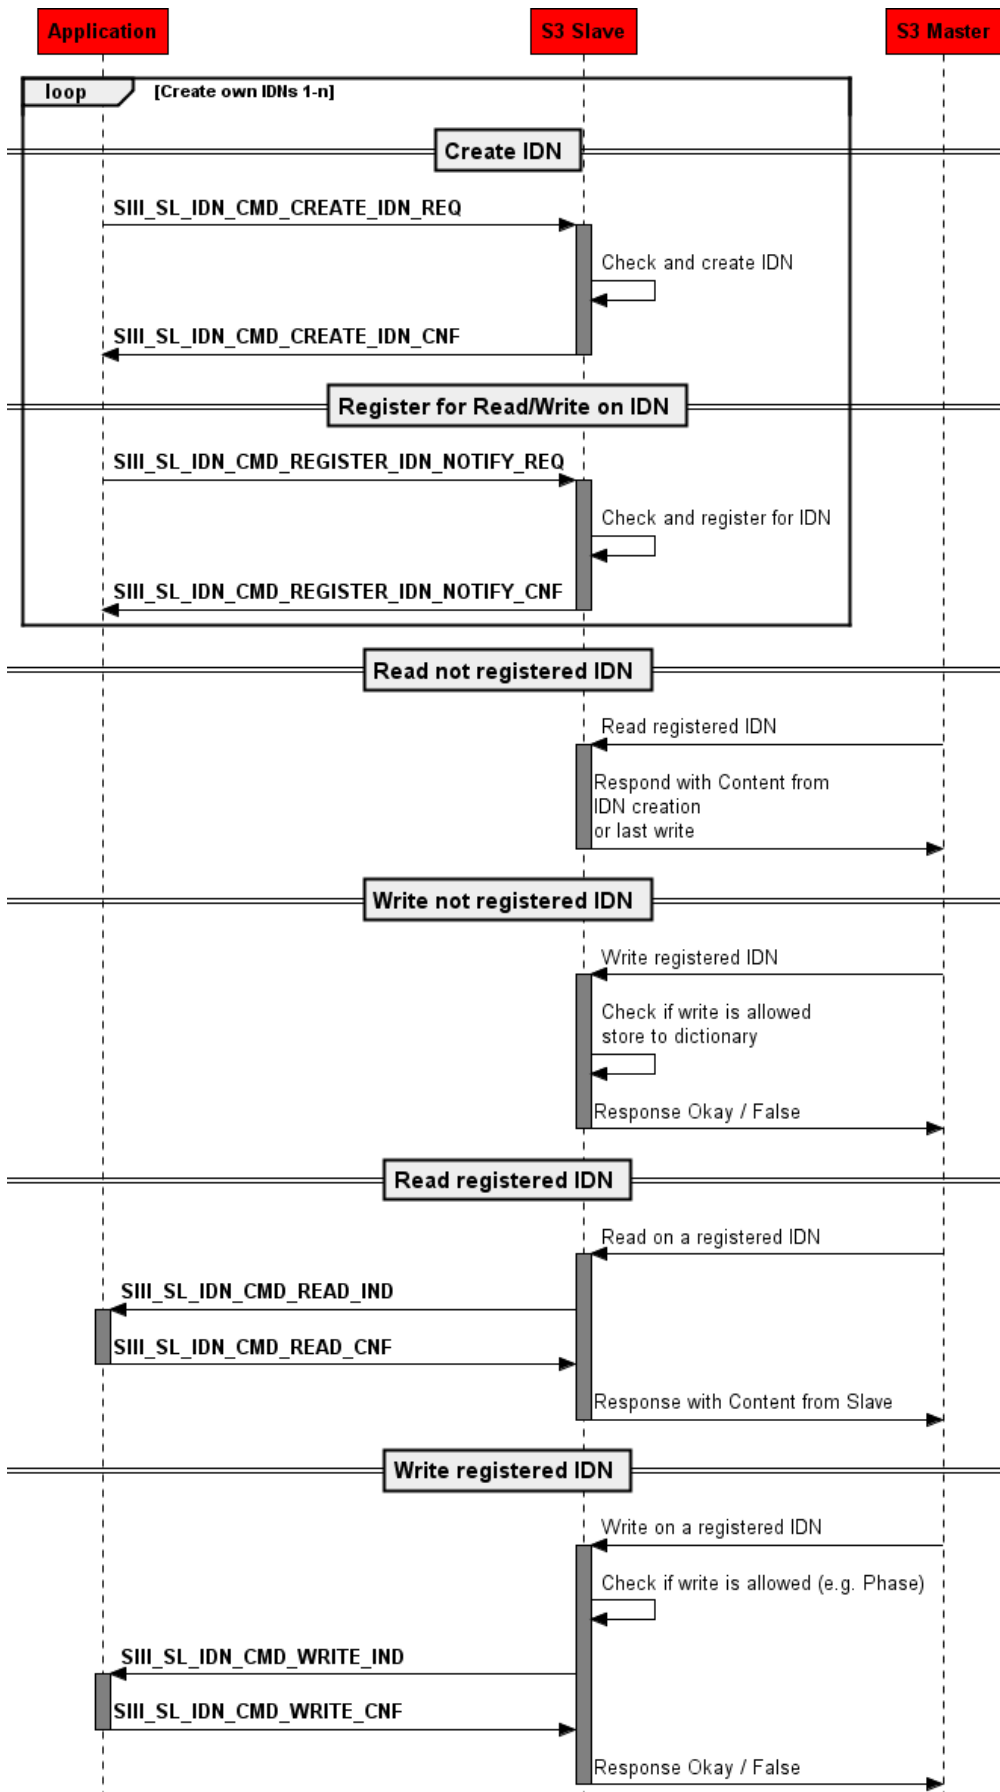 Application
S3 Slave
S3 Master
loop
[Create own IDNs 1-n]
Create IDN
SIII_SL_IDN_CMD_CREATE_IDN_REQ
Check and create IDN
SIII_SL_IDN_CMD_CREATE_IDN_CNF
Register for Read/Write on IDN
SIII_SL_IDN_CMD_REGISTER_IDN_NOTIFY_REQ
Check and register for IDN
SIII_SL_IDN_CMD_REGISTER_IDN_NOTIFY_CNF
Read not registered IDN
Read registered IDN
Respond with Content from
IDN creation
or last write
Write not registered IDN
Write registered IDN
Check if write is allowed
store to dictionary
Response Okay / False
Read registered IDN
Read on a registered IDN
SIII_SL_IDN_CMD_READ_IND
SIII_SL_IDN_CMD_READ_CNF
Response with Content from Slave
Write registered IDN
Write on a registered IDN
Check if write is allowed (e.g. Phase)
SIII_SL_IDN_CMD_WRITE_IND
SIII_SL_IDN_CMD_WRITE_CNF
Response Okay / False